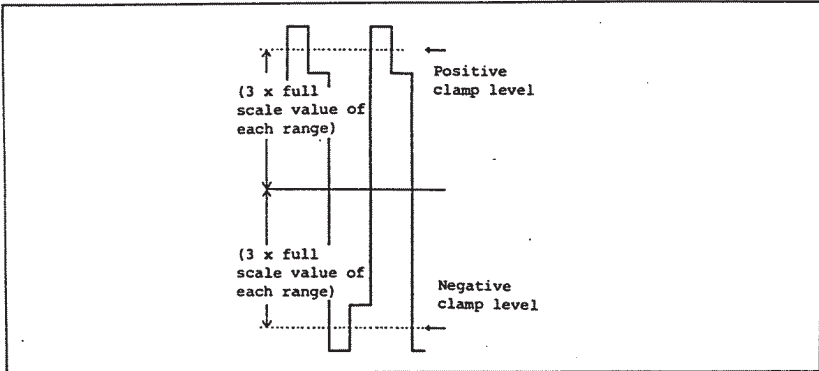 Positive
clamp level
(3 x full
scale value of
each range)
(3 x full
scale value of
each range)
Negative
clamp level